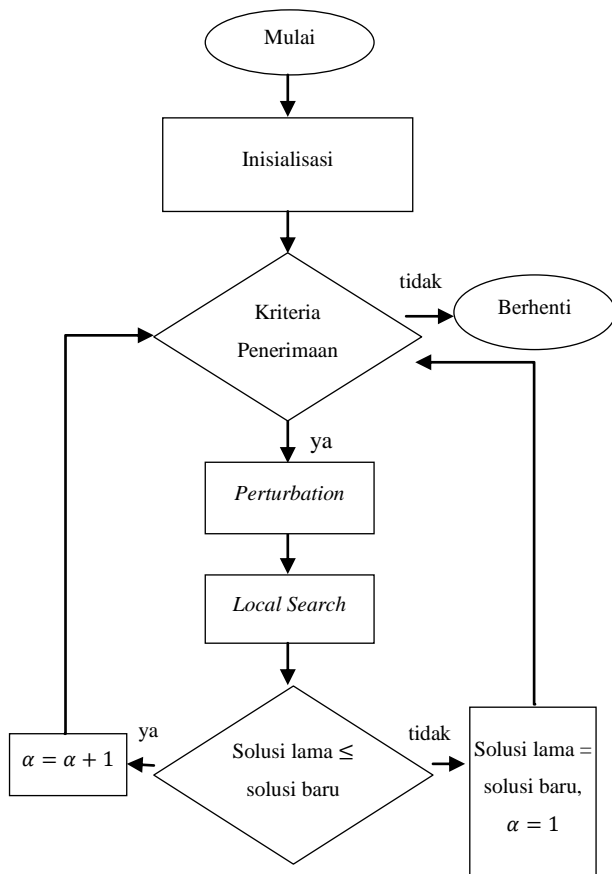 Mulai
Inisialisasi
tidak
Kriteria
Penerimaan
Berhenti
ya
Perturbation
Local Search
ya
α = α + 1
Solusi lama ≤
solusi baru
tidak
Solusi lama =
solusi baru,
α = 1